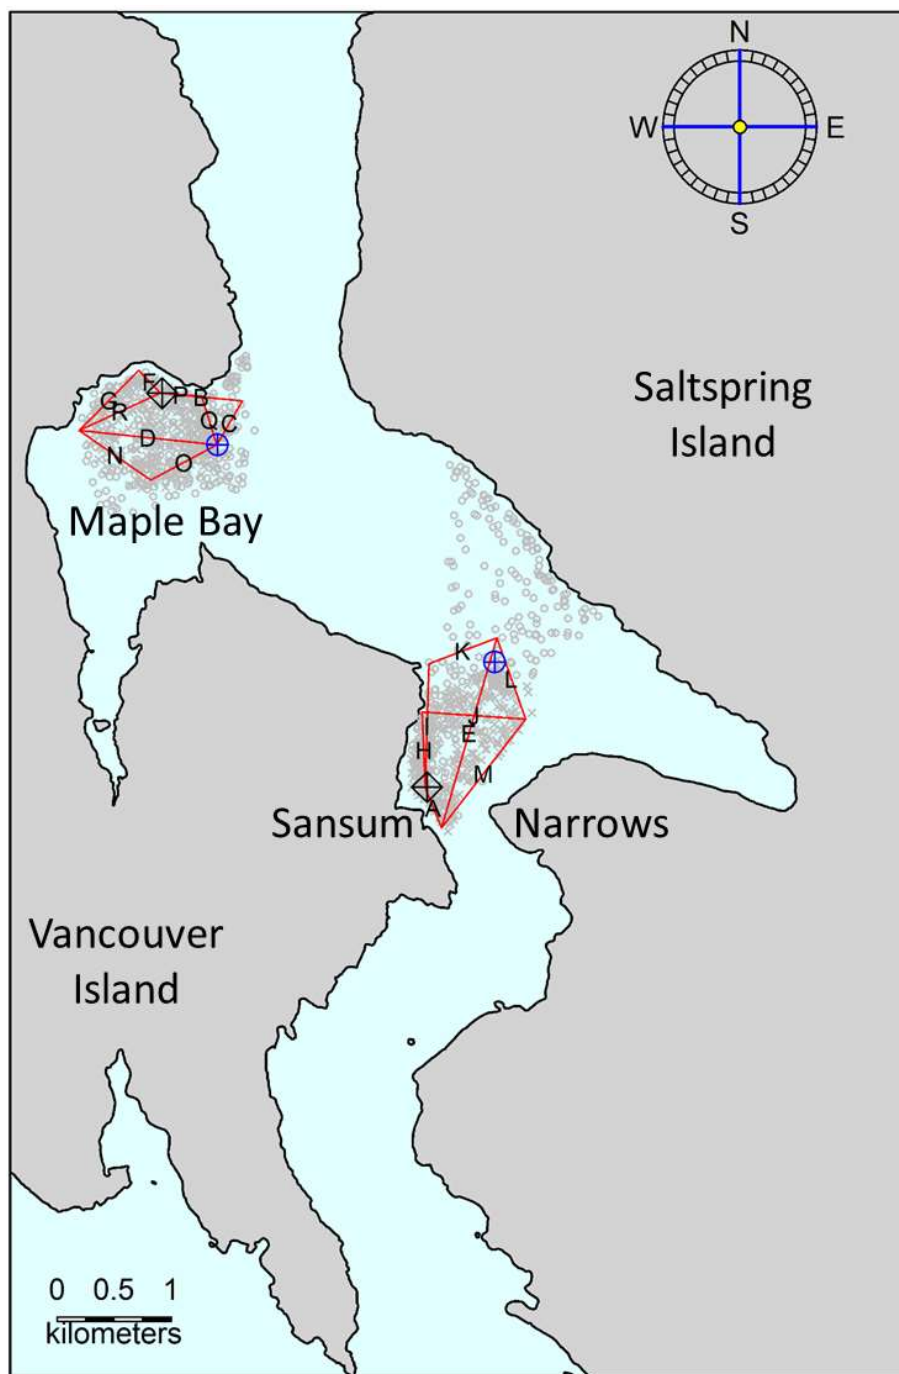 N
W E
S
Saltspring
Island
F
G P B
R Q C
D
N O
Maple Bay
K
L
I J
E
H
M
A
Sansum Narrows
Vancouver
Island
0 0.5 1
kilometers